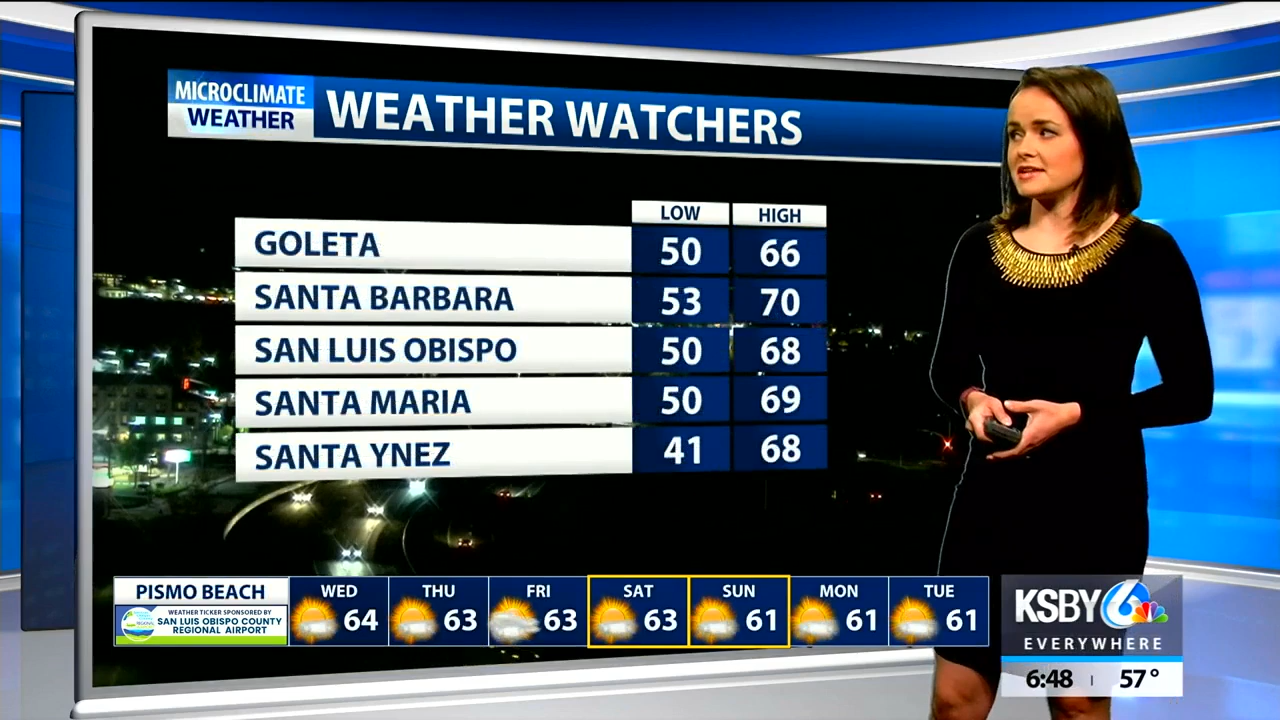 MICROCLIMATE
WEATHER
WEATHER WATCHERS
LOW HIGH
GOLETA 50 66
SANTA BARBARA 53 70
SAN LUIS OBISPO 50 68
SANTA MARIA 50 69
SANTA YNEZ 41 68
PISMO BEACH
WEATHER TICKER SPONSORED BY
SAN LUIS OBISPO COUNTY
REGIONAL AIRPORT
WED THU FRI SAT SUN MON TUE
64 63 63 63 61 61 61
KSBY 6
EVERYWHERE
6:48 57°